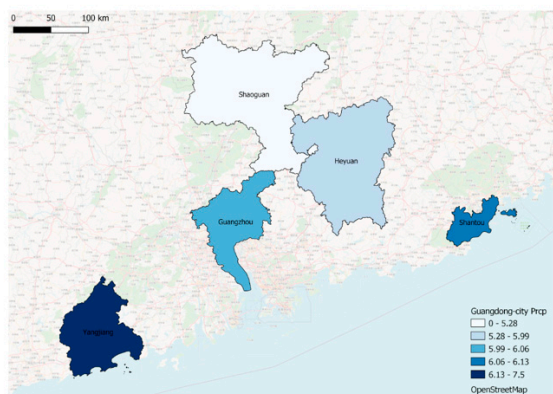 0 50 100 km
Shaoguan
Heyuan
Guangzhou
Shantou
Yangjiang
Guangdong-city Prcp
0 - 5.28
5.28 - 5.99
5.99 - 6.06
6.06 - 6.13
6.13 - 7.5
OpenStreetMap